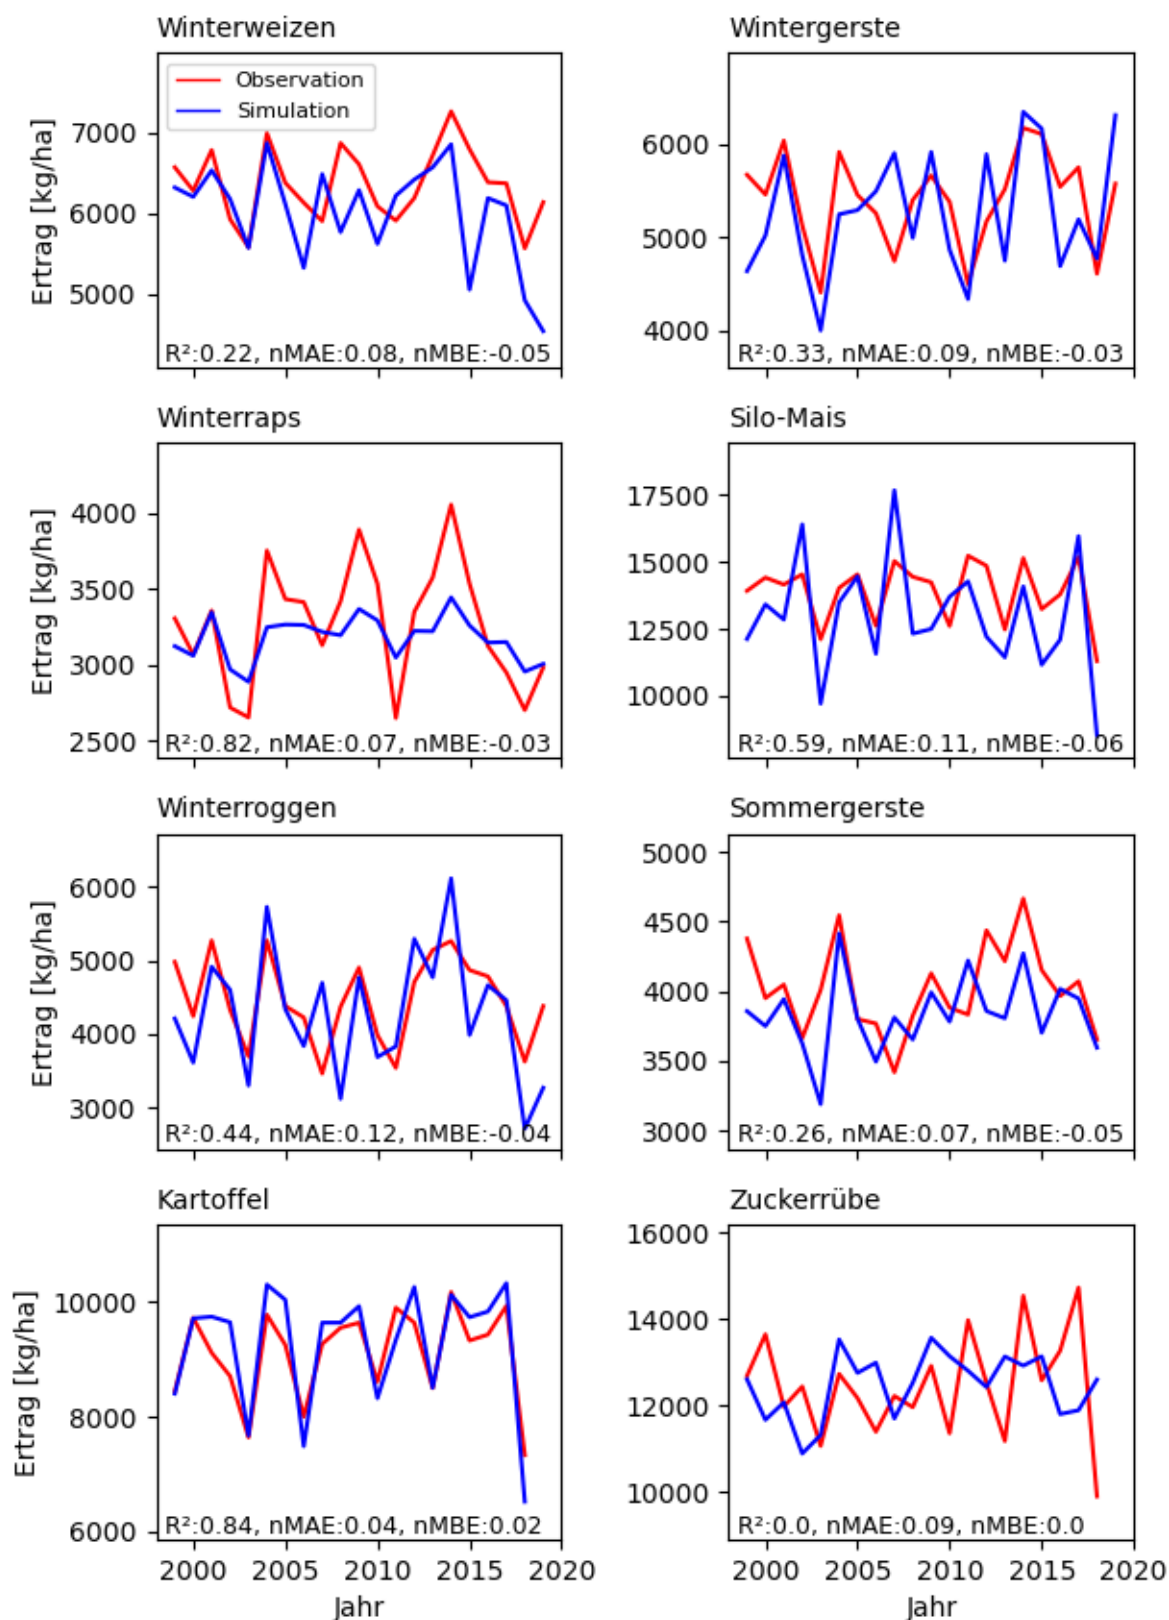 Winterweizen
Observation
Simulation
7000
6000
5000
Ertrag [kg/ha]
R²:0.22, nMAE:0.08, nMBE:-0.05
Wintergerste
6000
5000
4000
R²:0.33, nMAE:0.09, nMBE:-0.03
2000 2005 2010 2015 2020
Winterraps
4000
3500
3000
2500
Ertrag [kg/ha]
R²:0.82, nMAE:0.07, nMBE:-0.03
Silo-Mais
17500
15000
12500
10000
R²:0.59, nMAE:0.11, nMBE:-0.06
Winterroggen
6000
5000
4000
3000
Ertrag [kg/ha]
R²:0.44, nMAE:0.12, nMBE:-0.04
Sommergerste
5000
4500
4000
3500
3000
R²:0.26, nMAE:0.07, nMBE:-0.05
Kartoffel
10000
8000
6000
Ertrag [kg/ha]
R²:0.84, nMAE:0.04, nMBE:0.02
2000 2005 2010 2015 2020
Jahr
Zuckerrübe
16000
14000
12000
10000
R²:0.0, nMAE:0.09, nMBE:0.0
2000 2005 2010 2015 2020
Jahr